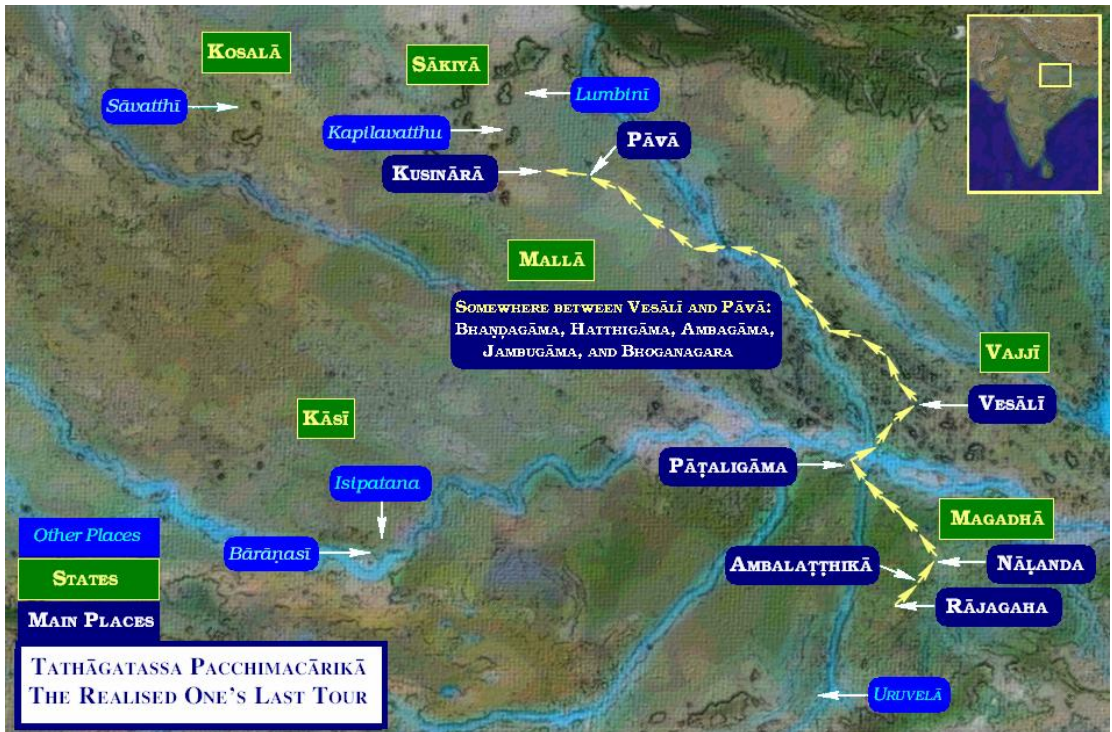 Kosalā
Sākiyā
Sāvatthī
Lumbinī
Kapilavatthu
Pāvā
Kusinārā
Mallā
Somewhere between Vesālī and Pāvā:
Bhaṇḍagāma, Hatthigāma, Ambagāma,
Jambugāma, and Bhoganagara
Vajjī
Vesālī
Kāsī
Pāṭaligāma
Isipatana
Magadhā
Other Places
Bārāṇasī
Ambalaṭṭhikā
Nāḷanda
States
Rājagaha
Main Places
Tathāgatassa Pacchimacārikā
The Realised One's Last Tour
Uruvelā